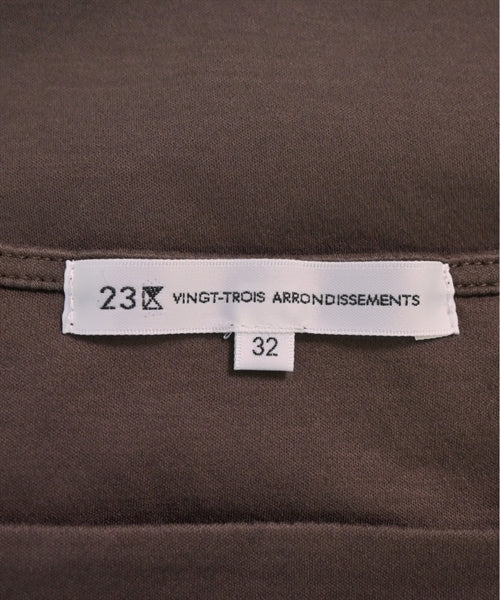 23区 VINGT-TROIS ARRONDISSEMENTS
32